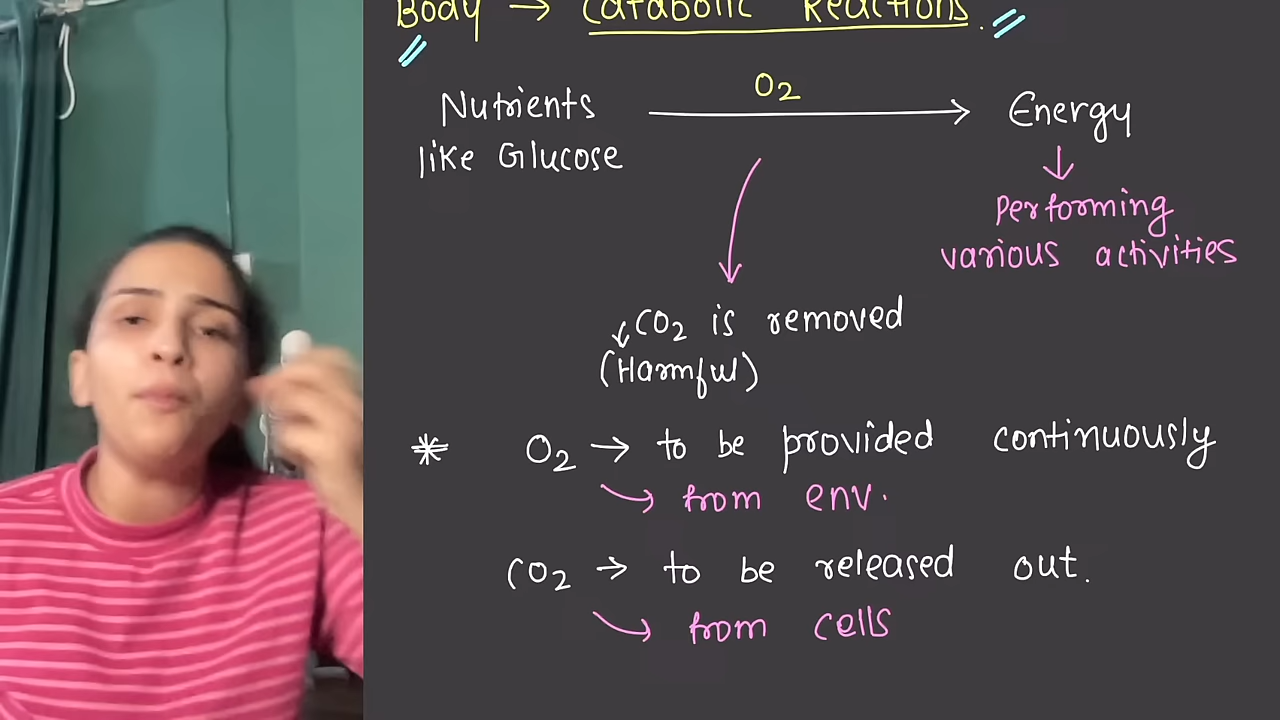 Body → Catabolic Reactions.
O2
Nutrients → Energy
like Glucose
↓
Performing
various activities
CO2 is removed
(Harmful)
* O2 → to be provided continuously
from env.
CO2 → to be released out.
from cells